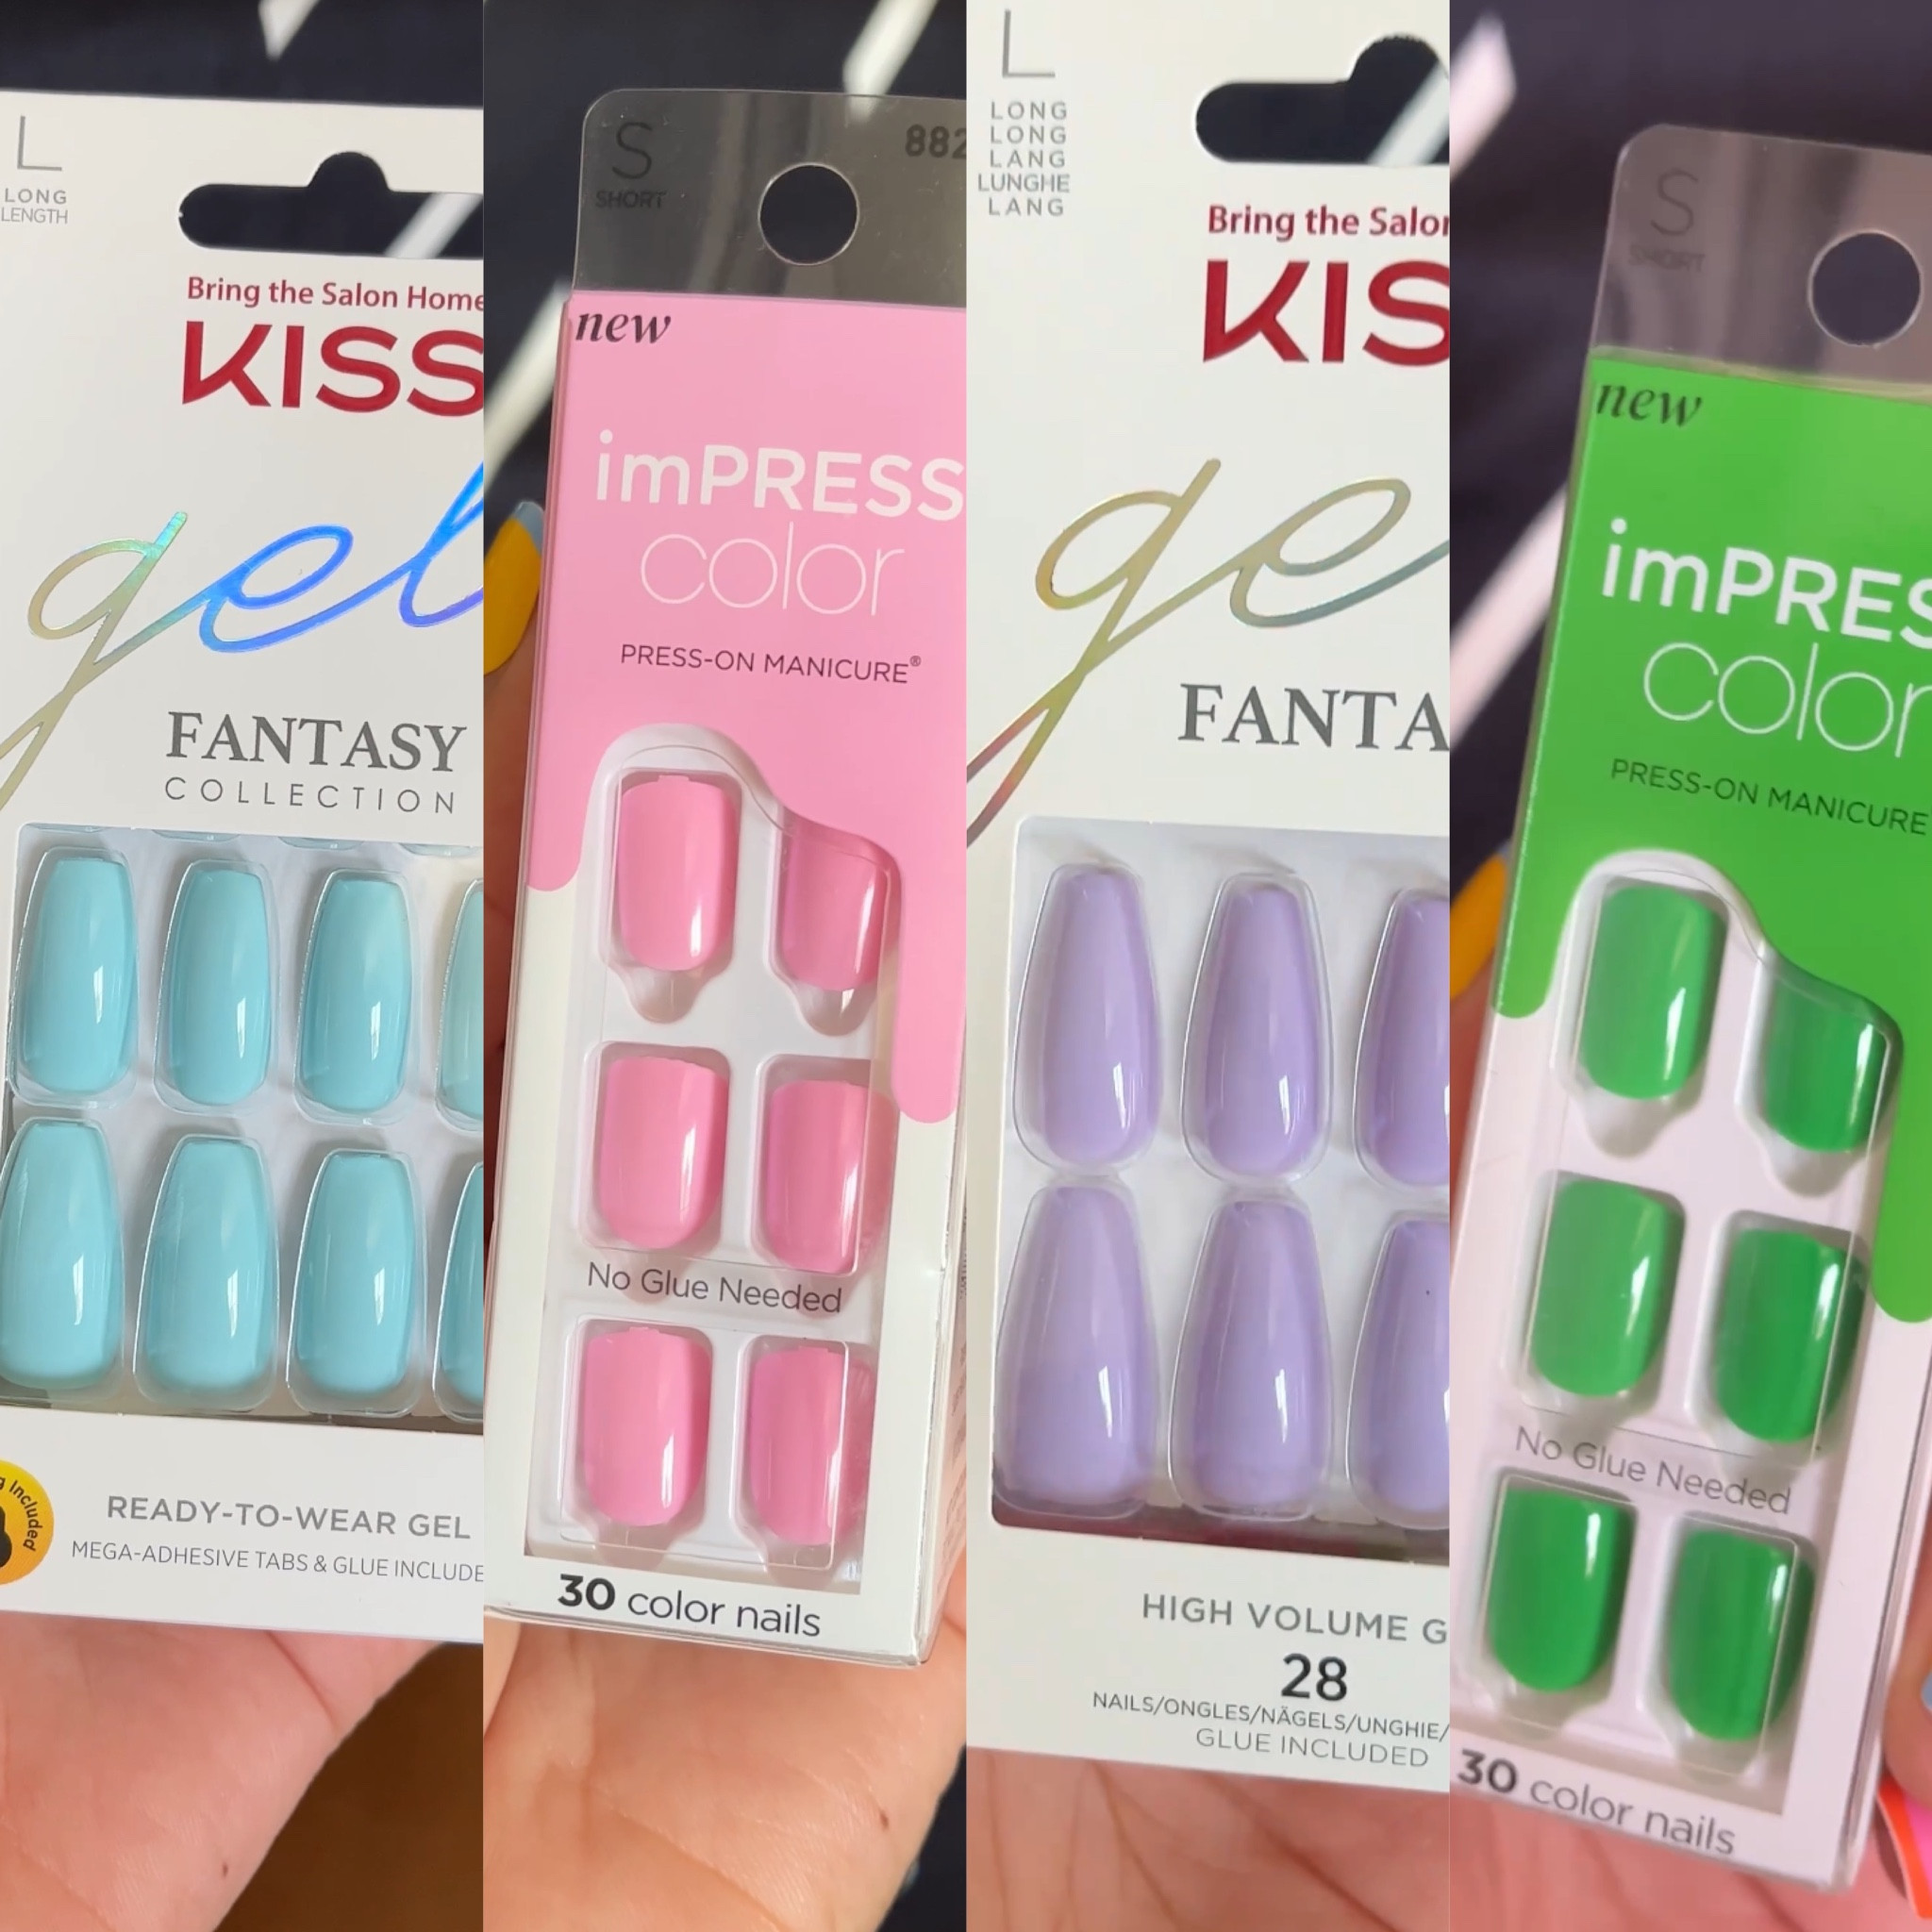 L
LONG
LENGTH
Bring the Salon Home
KISS
gel
FANTASY
COLLECTION
Included
READY-TO-WEAR GEL
MEGA-ADHESIVE TABS & GLUE INCLUDE
S
SHORT
882
new
imPRESS
color
PRESS-ON MANICURE®
No Glue Needed
30 color nails
L
LONG
LONG
LANG
LUNGHE
LANG
Bring the Salon
KIS
ge
FANTA
HIGH VOLUME G
28
NAILS/ONGLES/NÄGELS/UNGHIE/
GLUE INCLUDED
S
SHORT
new
imPRES
color
PRESS-ON MANICURE
No Glue Needed
30 color nails